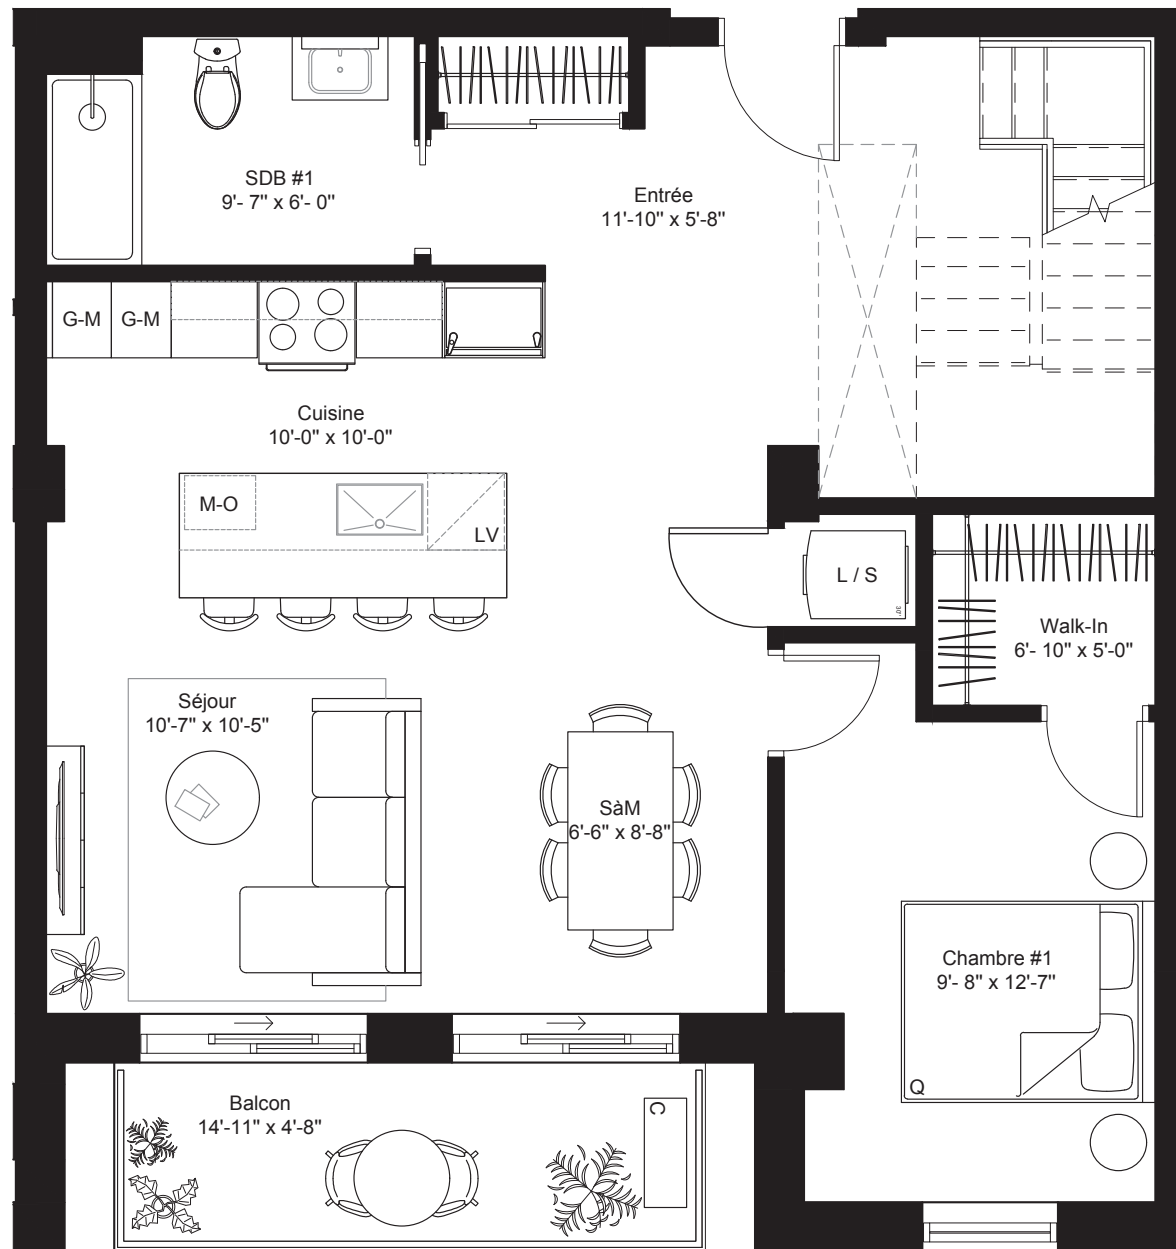 SDB #1
9'- 7" x 6'- 0"
Entrée
11'-10" x 5'-8"
G-M
G-M
Cuisine
10'-0" x 10'-0"
M-O
LV
L / S
30"
Walk-In
6'- 10" x 5'-0"
Séjour
10'-7" x 10'-5"
SàM
6'-6" x 8'-8"
Chambre #1
9'- 8" x 12'-7"
Q
Balcon
14'-11" x 4'-8"
C